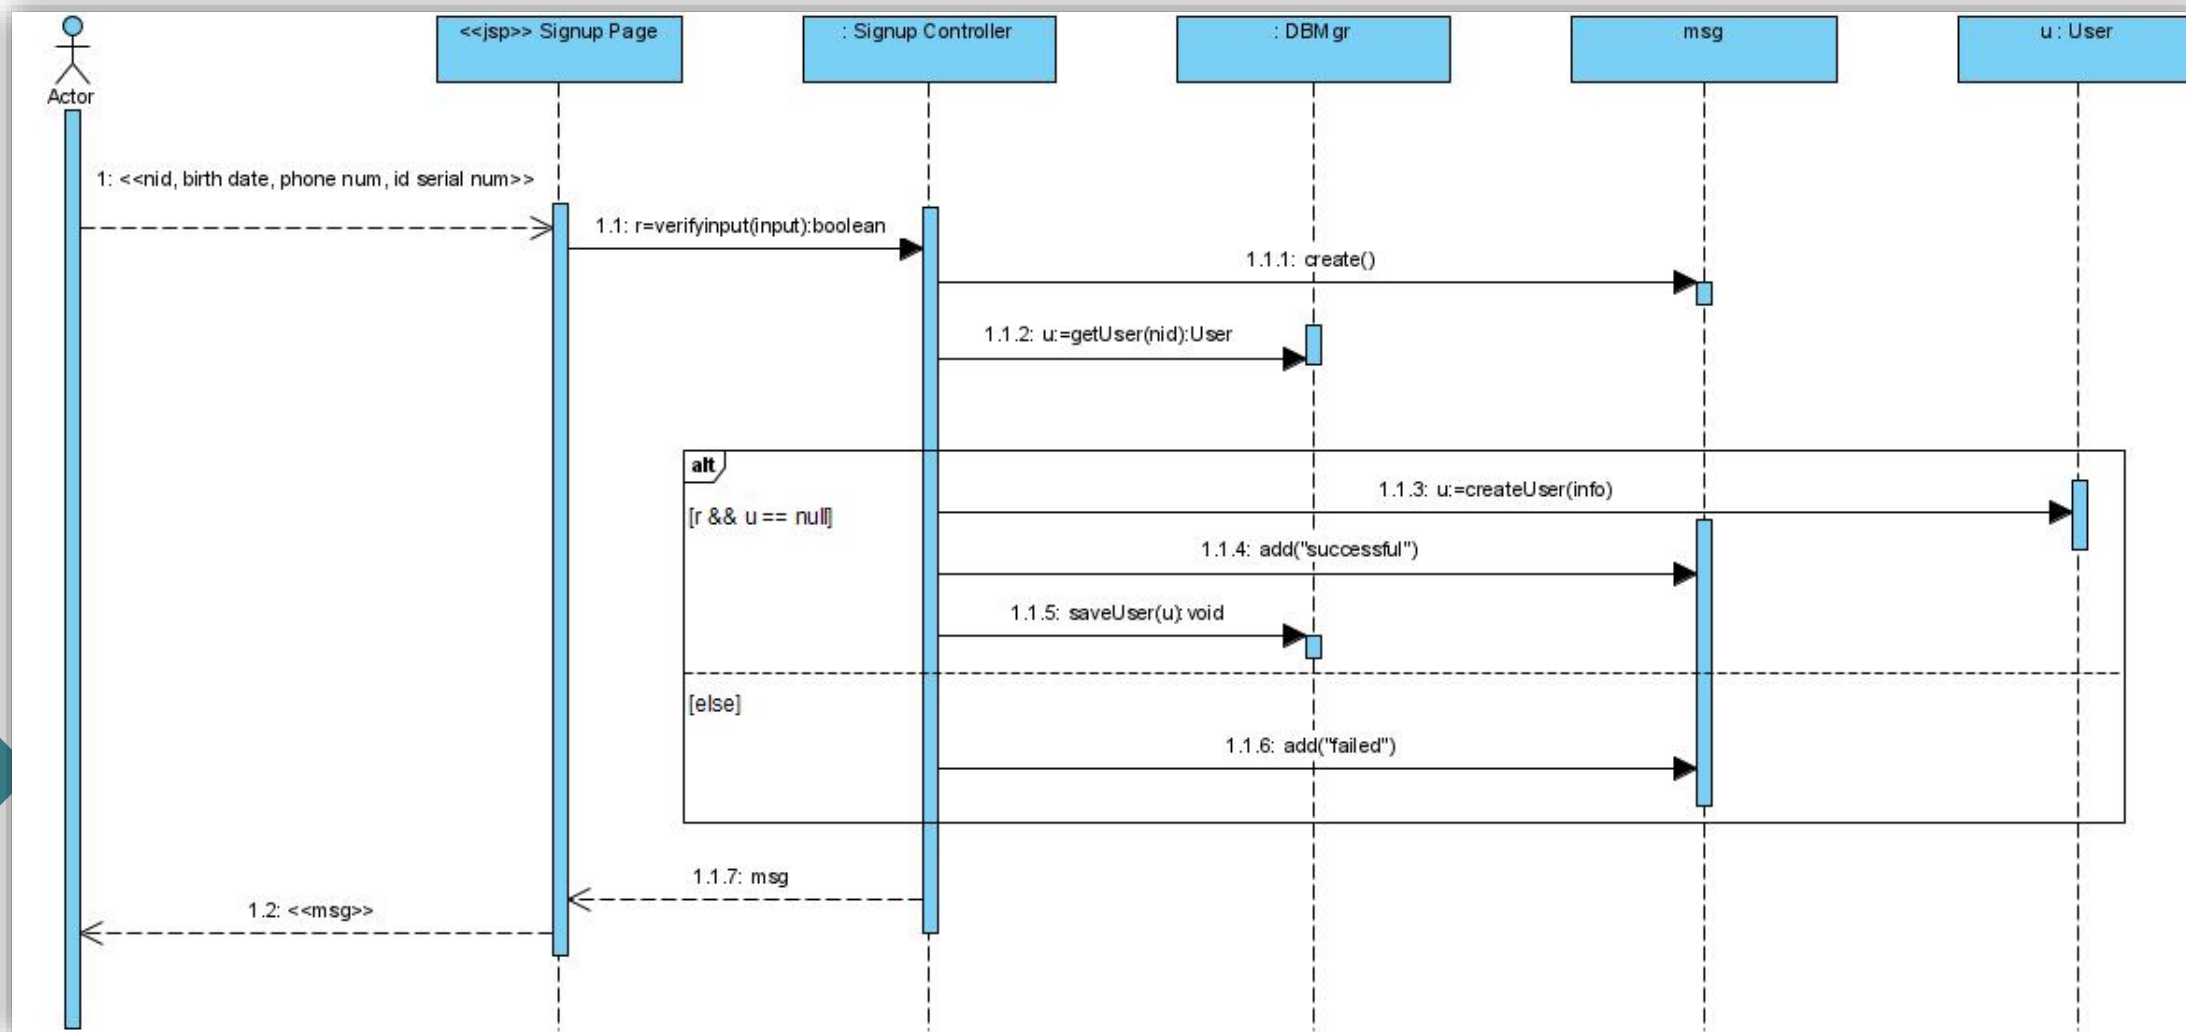 <<jsp>> Signup Page
: Signup Controller
: DBMgr
msg
u : User
Actor
1: <<nid, birth date, phone num, id serial num>>
1.1: r=verifyinput(input):boolean
1.1.1: create()
1.1.2: u:=getUser(nid):User
alt
1.1.3: u:=createUser(info)
[r && u == null]
1.1.4: add("successful")
1.1.5: saveUser(u):void
[else]
1.1.6: add("failed")
1.1.7: msg
1.2: <<msg>>